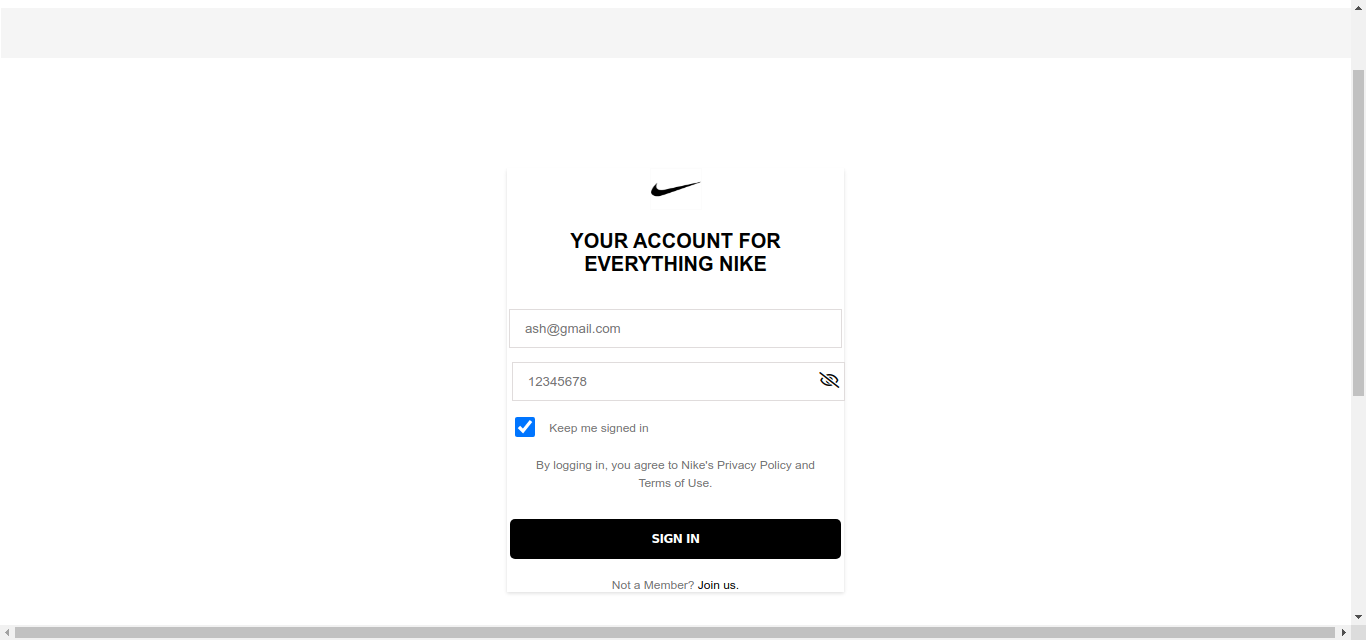 YOUR ACCOUNT FOR
EVERYTHING NIKE
ash@gmail.com
12345678
Keep me signed in
By logging in, you agree to Nike's Privacy Policy and
Terms of Use.
SIGN IN
Not a Member? Join us.